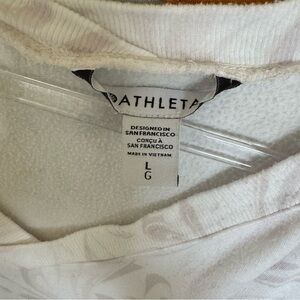 ATHLETA
DESIGNED IN
SAN FRANCISCO
CONÇU À
SAN FRANCISCO
MADE IN VIETNAM
L
G